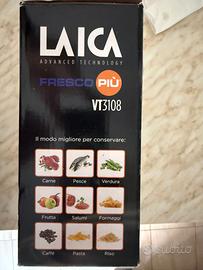 LAICA
ADVANCED TECHNOLOGY
FRESCO PIÙ
VT3108
Il modo migliore per conservare:
Carne Pesce Verdura
Frutta Salumi Formaggi
Caffè Pasta Riso
subito